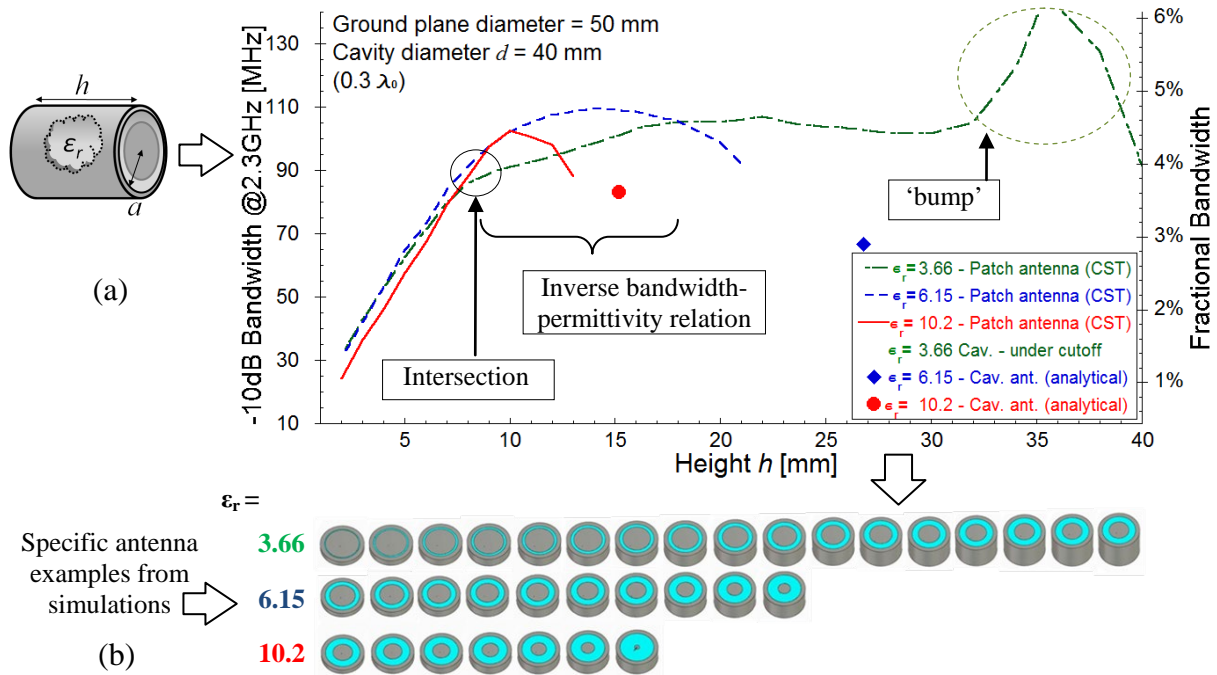 Ground plane diameter = 50 mm
Cavity diameter d = 40 mm
(0.3 λ₀)
h
εr
a
(a)
-10dB Bandwidth @2.3GHz [MHz]
130
110
90
70
50
30
10
6%
5%
4%
3%
2%
1%
Fractional Bandwidth
'bump'
Inverse bandwidth-
permittivity relation
Intersection
εr = 3.66 - Patch antenna (CST)
εr = 6.15 - Patch antenna (CST)
εr = 10.2 - Patch antenna (CST)
εr = 3.66 Cav. - under cutoff
εr = 6.15 - Cav. ant. (analytical)
εr = 10.2 - Cav. ant. (analytical)
5 10 15 20 25 30 35 40
Height h [mm]
εr =
Specific antenna
examples from
simulations
3.66
6.15
10.2
(b)